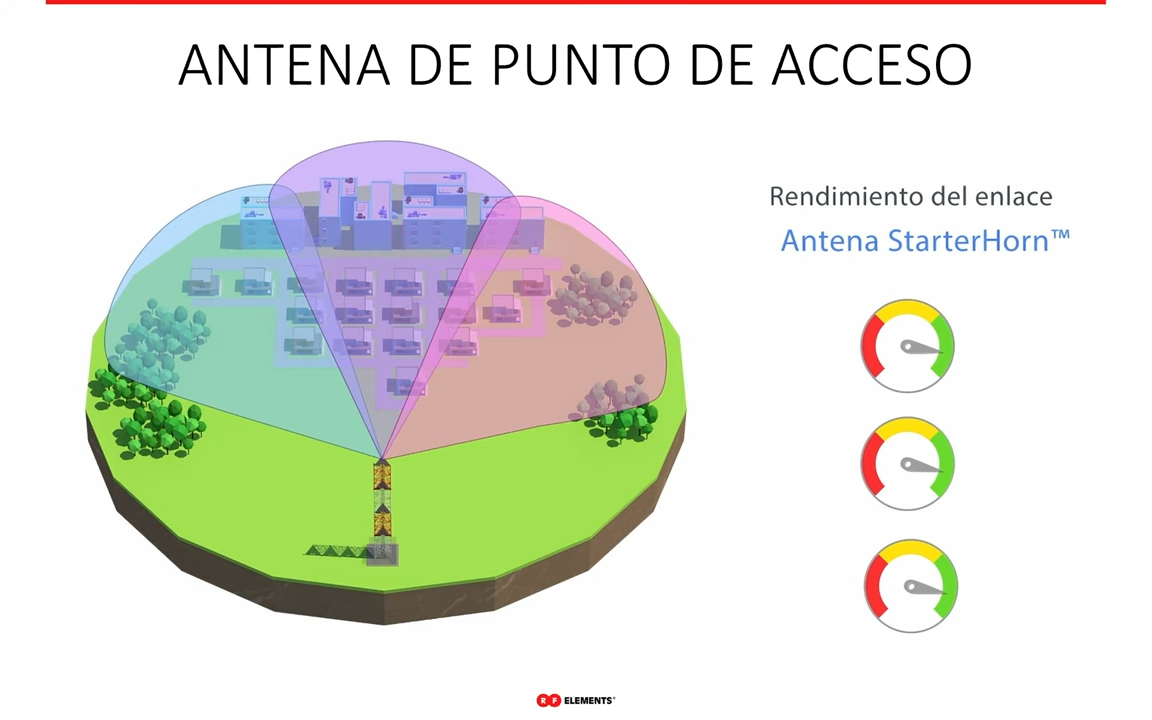 ANTENA DE PUNTO DE ACCESO
Rendimiento del enlace
Antena StarterHorn™
RF ELEMENTS®